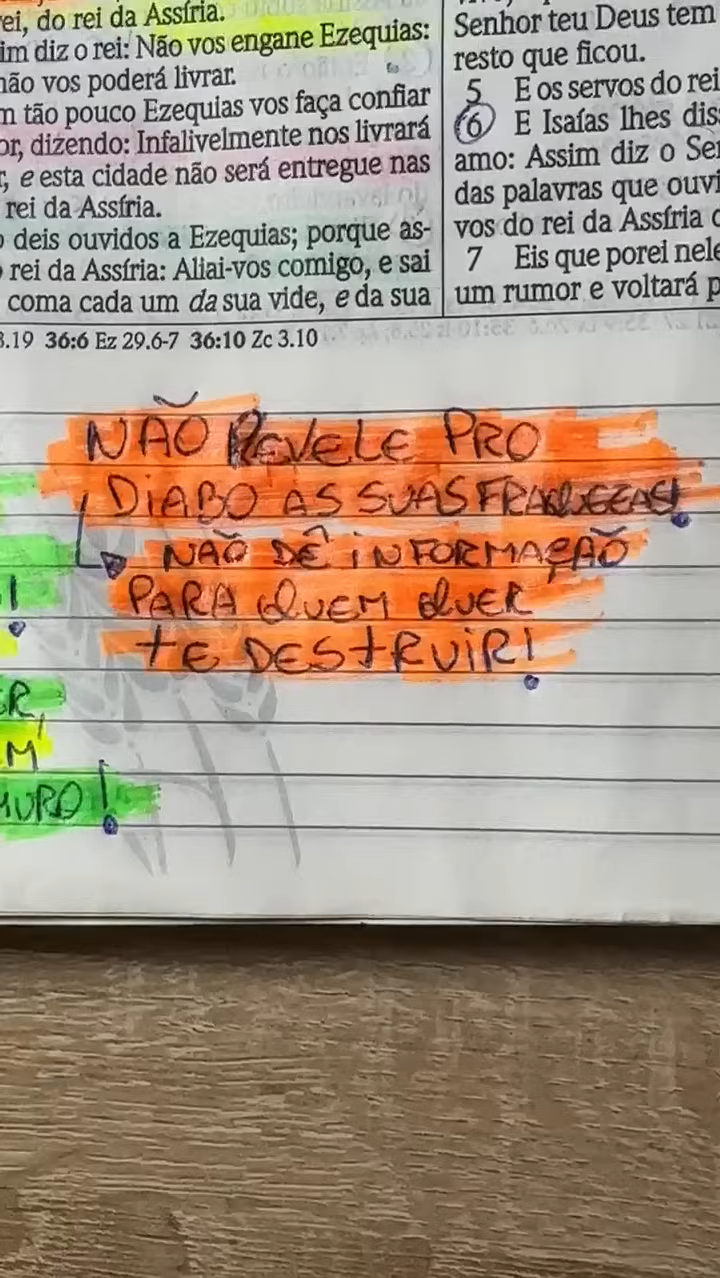 ei, do rei da Assíria.
im diz o rei: Não vos engane Ezequias:
não vos poderá livrar.
m tão pouco Ezequias vos faça confiar
or, dizendo: Infalivelmente nos livrará
r, e esta cidade não será entregue nas
rei da Assíria.
o deis ouvidos a Ezequias; porque as-
rei da Assíria: Aliai-vos comigo, e sai
coma cada um da sua vide, e da sua
Senhor teu Deus tem
resto que ficou.
5 E os servos do rei
6 E Isaías lhes dis
amo: Assim diz o Se
das palavras que ouvi
vos do rei da Assíria
7 Eis que porei nele
um rumor e voltará p
3.19 36:6 Ez 29.6-7 36:10 Zc 3.10
NÃO REVELE PRO
DIABO AS SUAS FRAQUEZAS!
NÃO DÊ INFORMAÇÃO
PARA QUEM QUER
TE DESTRUIR!
!
ER,
M
MURO!